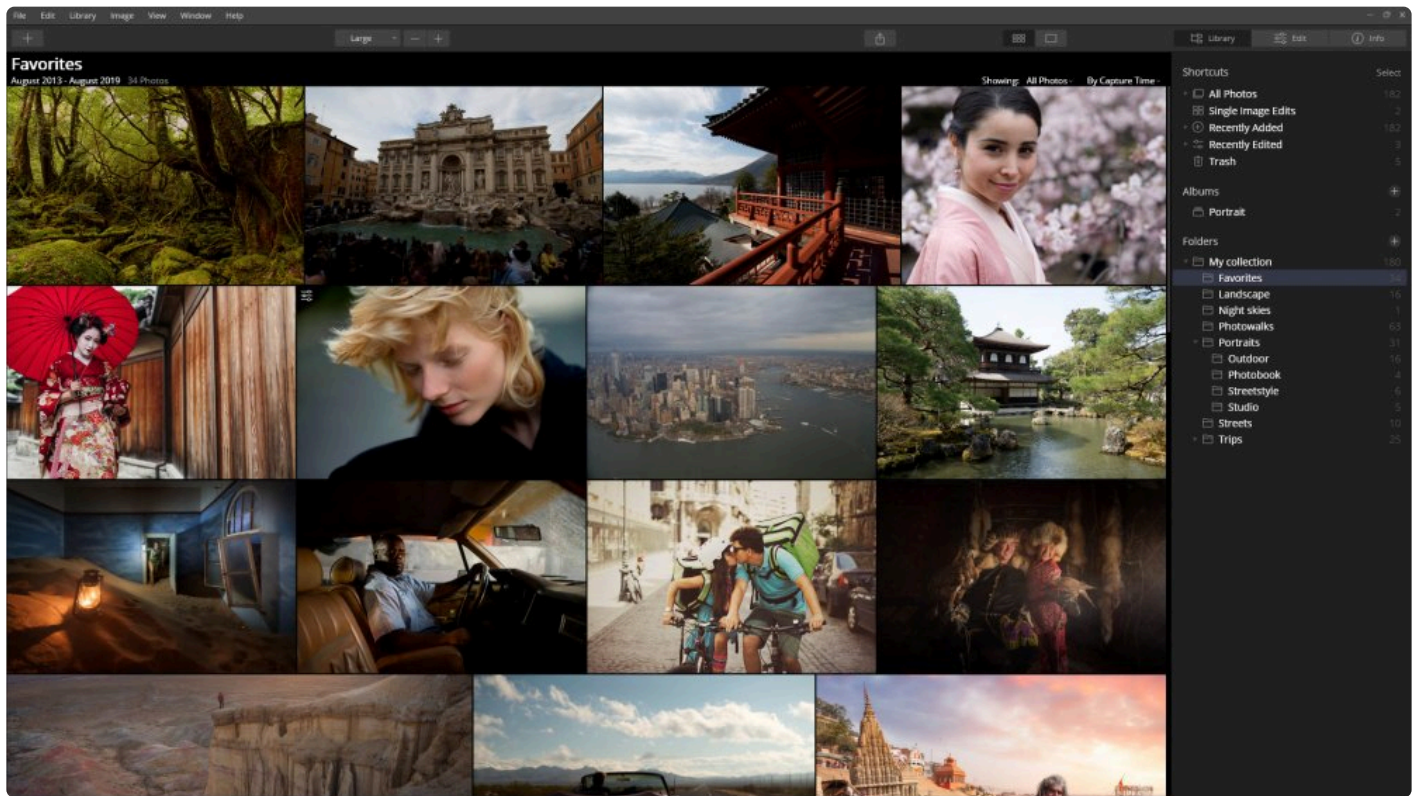 File Edit Library Image View Window Help
Large
Library Edit Info
Favorites
August 2013 - August 2019 34 Photos
Showing: All Photos By Capture Time
Shortcuts Select
All Photos 182
Single Image Edits 2
Recently Added 182
Recently Edited 3
Trash 5
Albums
Portrait 2
Folders
My collection 180
Favorites 34
Landscape 16
Night skies 1
Photowalks 63
Portraits 31
Outdoor 16
Photobook 4
Streetstyle 6
Studio 5
Streets 10
Trips 25